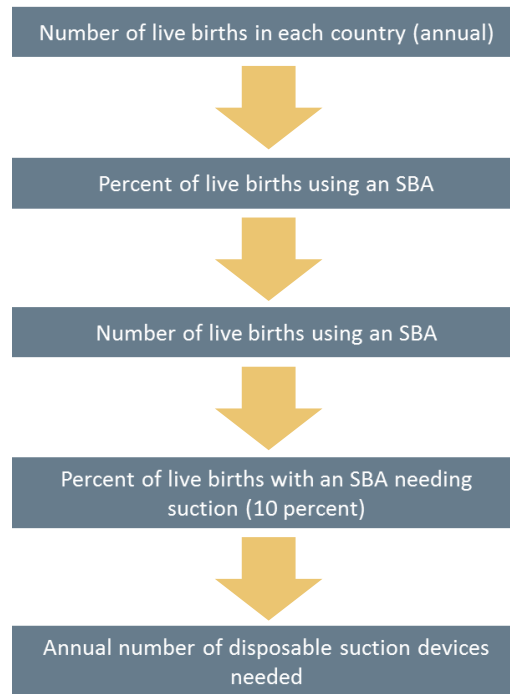 Number of live births in each country (annual)
Percent of live births using an SBA
Number of live births using an SBA
Percent of live births with an SBA needing
suction (10 percent)
Annual number of disposable suction devices
needed